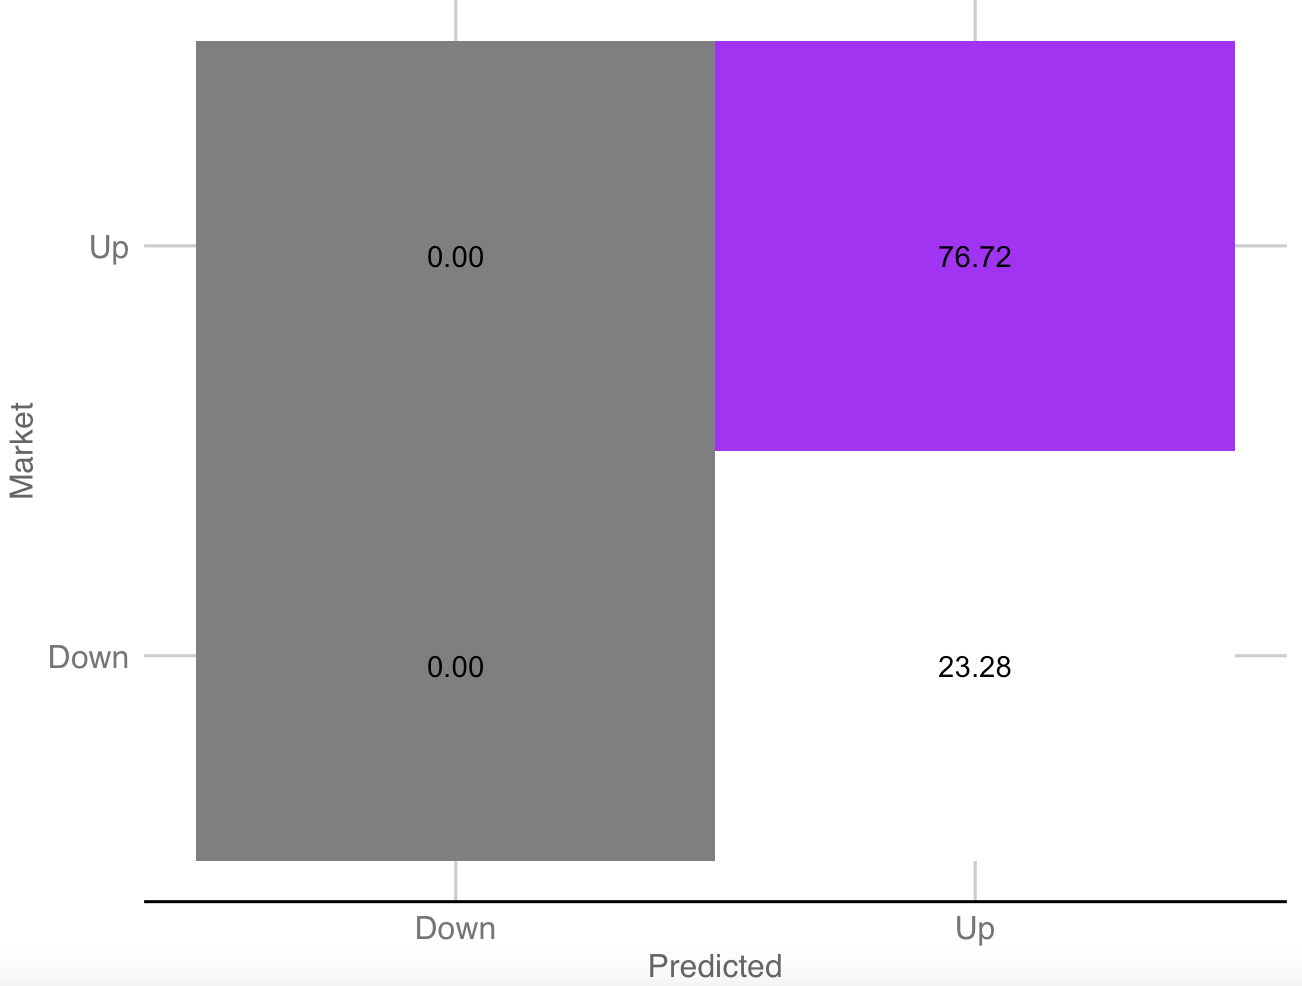 Up
0.00
76.72
Market
Down
0.00
23.28
Down
Up
Predicted